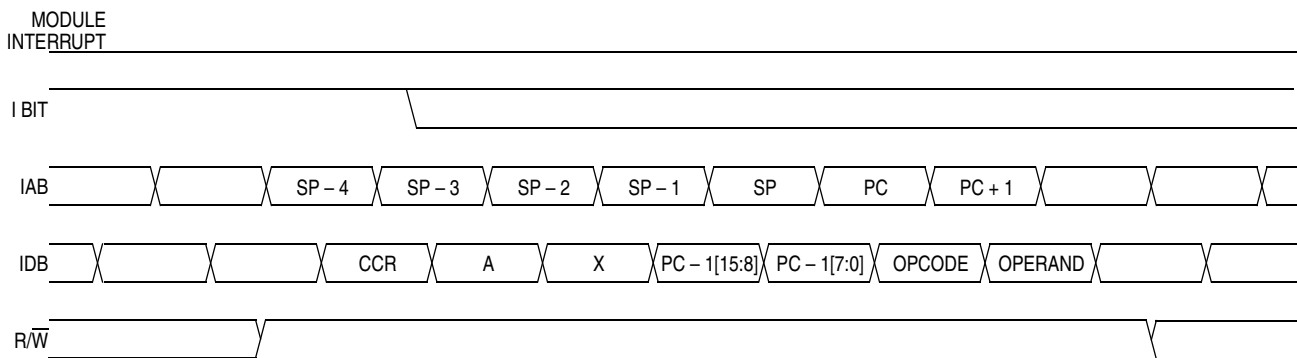 MODULE
INTERRUPT
I BIT
IAB SP – 4 SP – 3 SP – 2 SP – 1 SP PC PC + 1
IDB CCR A X PC – 1[15:8] PC – 1[7:0] OPCODE OPERAND
R/W̅